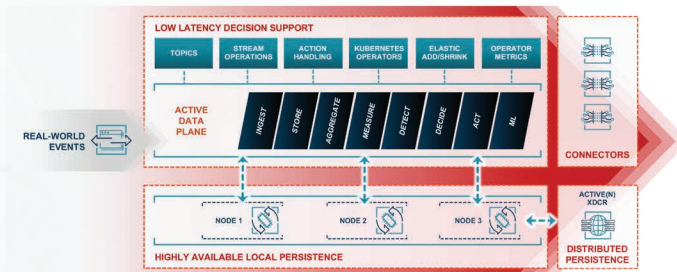 LOW LATENCY DECISION SUPPORT
TOPICS
STREAM
OPERATIONS
ACTION
HANDLING
KUBERNETES
OPERATORS
ELASTIC
ADD/SHRINK
OPERATOR
METRICS
REAL-WORLD
EVENTS
ACTIVE
DATA
PLANE
INGEST
STORE
AGGREGATE
MEASURE
DETECT
DECIDE
ACT
ML
CONNECTORS
NODE 1
NODE 2
NODE 3
HIGHLY AVAILABLE LOCAL PERSISTENCE
ACTIVE(N)
XDCR
DISTRIBUTED
PERSISTENCE